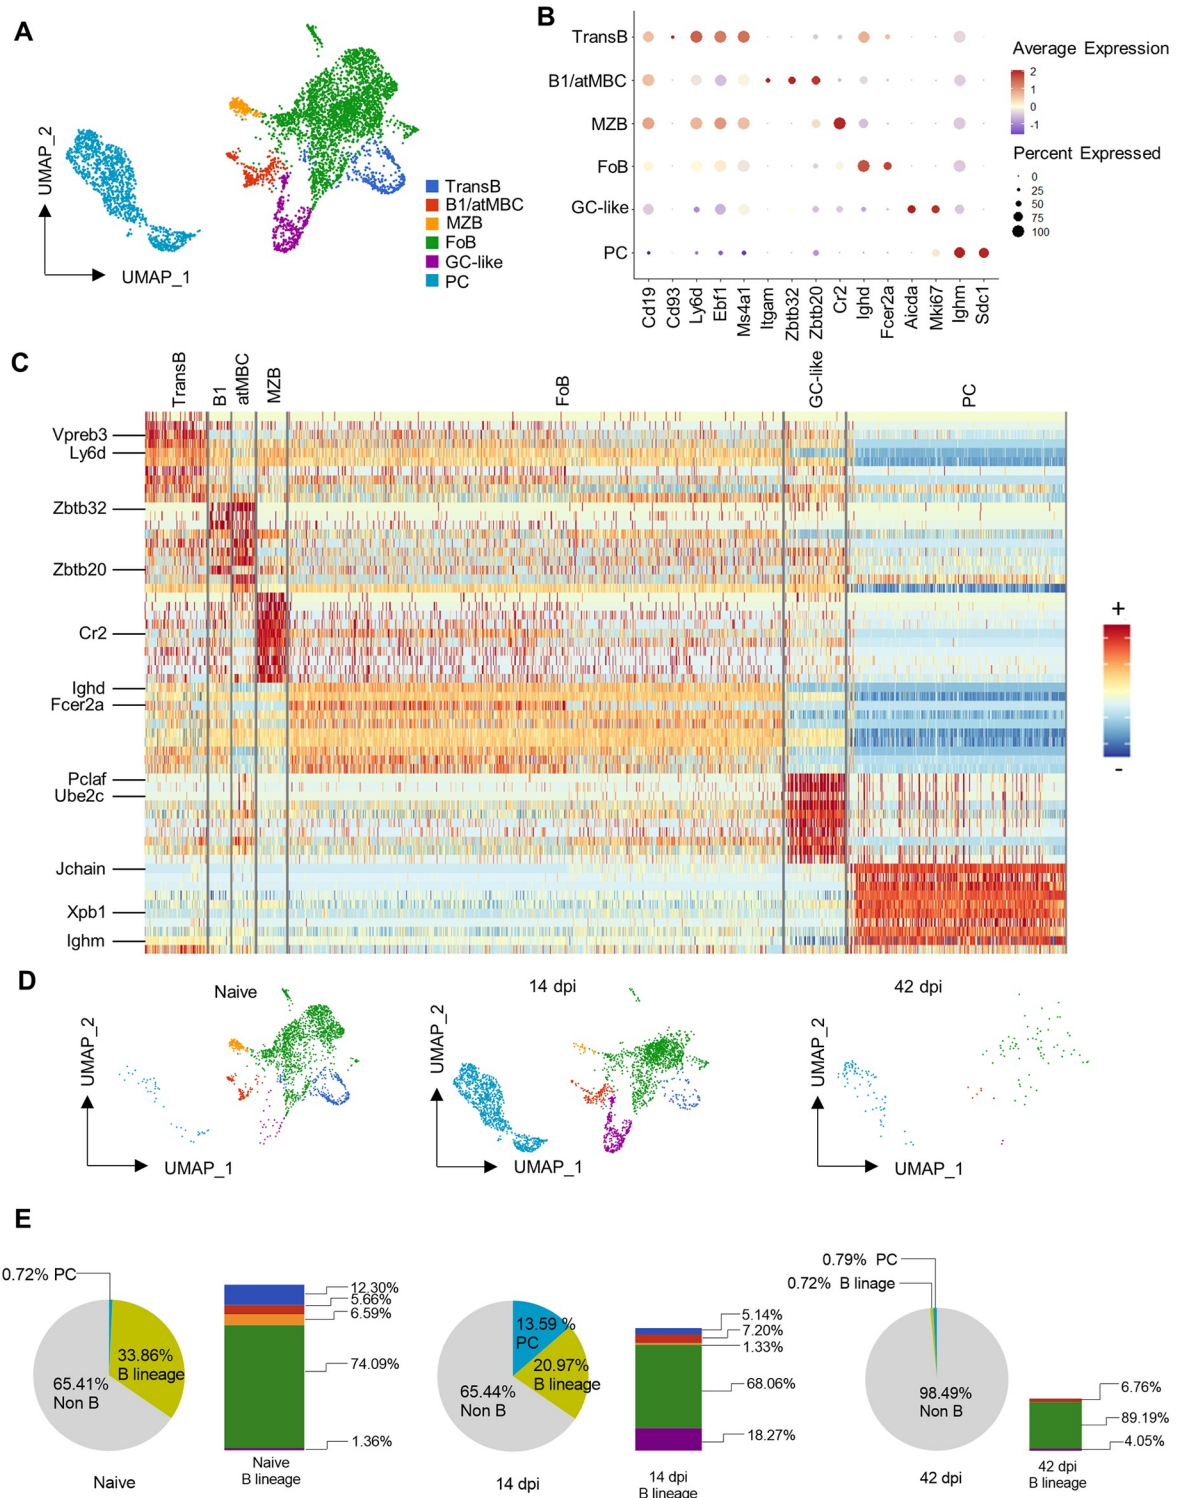 A
UMAP_2
UMAP_1
TransB
B1/atMBC
MZB
FoB
GC-like
PC
B
TransB
B1/atMBC
MZB
FoB
GC-like
PC
Cd19
Cd93
Ly6d
Ebf1
Ms4a1
Itgam
Zbtb32
Zbtb20
Cr2
Ighd
Fcer2a
Aicda
Mki67
Ighm
Sdc1
Average Expression
2
1
0
-1
Percent Expressed
0
25
50
75
100
C
TransB
B1
atMBC
MZB
FoB
GC-like
PC
Vpreb3
Ly6d
Zbtb32
Zbtb20
Cr2
Ighd
Fcer2a
Pclaf
Ube2c
Jchain
Xpb1
Ighm
+
-
D
Naive
UMAP_2
UMAP_1
14 dpi
UMAP_2
UMAP_1
42 dpi
UMAP_2
UMAP_1
E
0.72% PC
33.86%
B lineage
65.41%
Non B
Naive
12.30%
5.66%
6.59%
74.09%
1.36%
Naive
B lineage
13.59 %
PC
20.97%
B lineage
65.44%
Non B
14 dpi
5.14%
7.20%
1.33%
68.06%
18.27%
14 dpi
B lineage
0.79% PC
0.72% B linage
98.49%
Non B
42 dpi
6.76%
89.19%
4.05%
42 dpi
B lineage